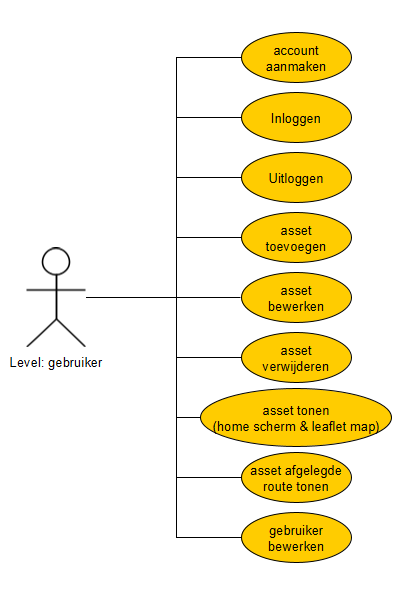 account
aanmaken
Inloggen
Uitloggen
asset
toevoegen
asset
bewerken
asset
verwijderen
Level: gebruiker
asset tonen
(home scherm & leaflet map)
asset afgelegde
route tonen
gebruiker
bewerken